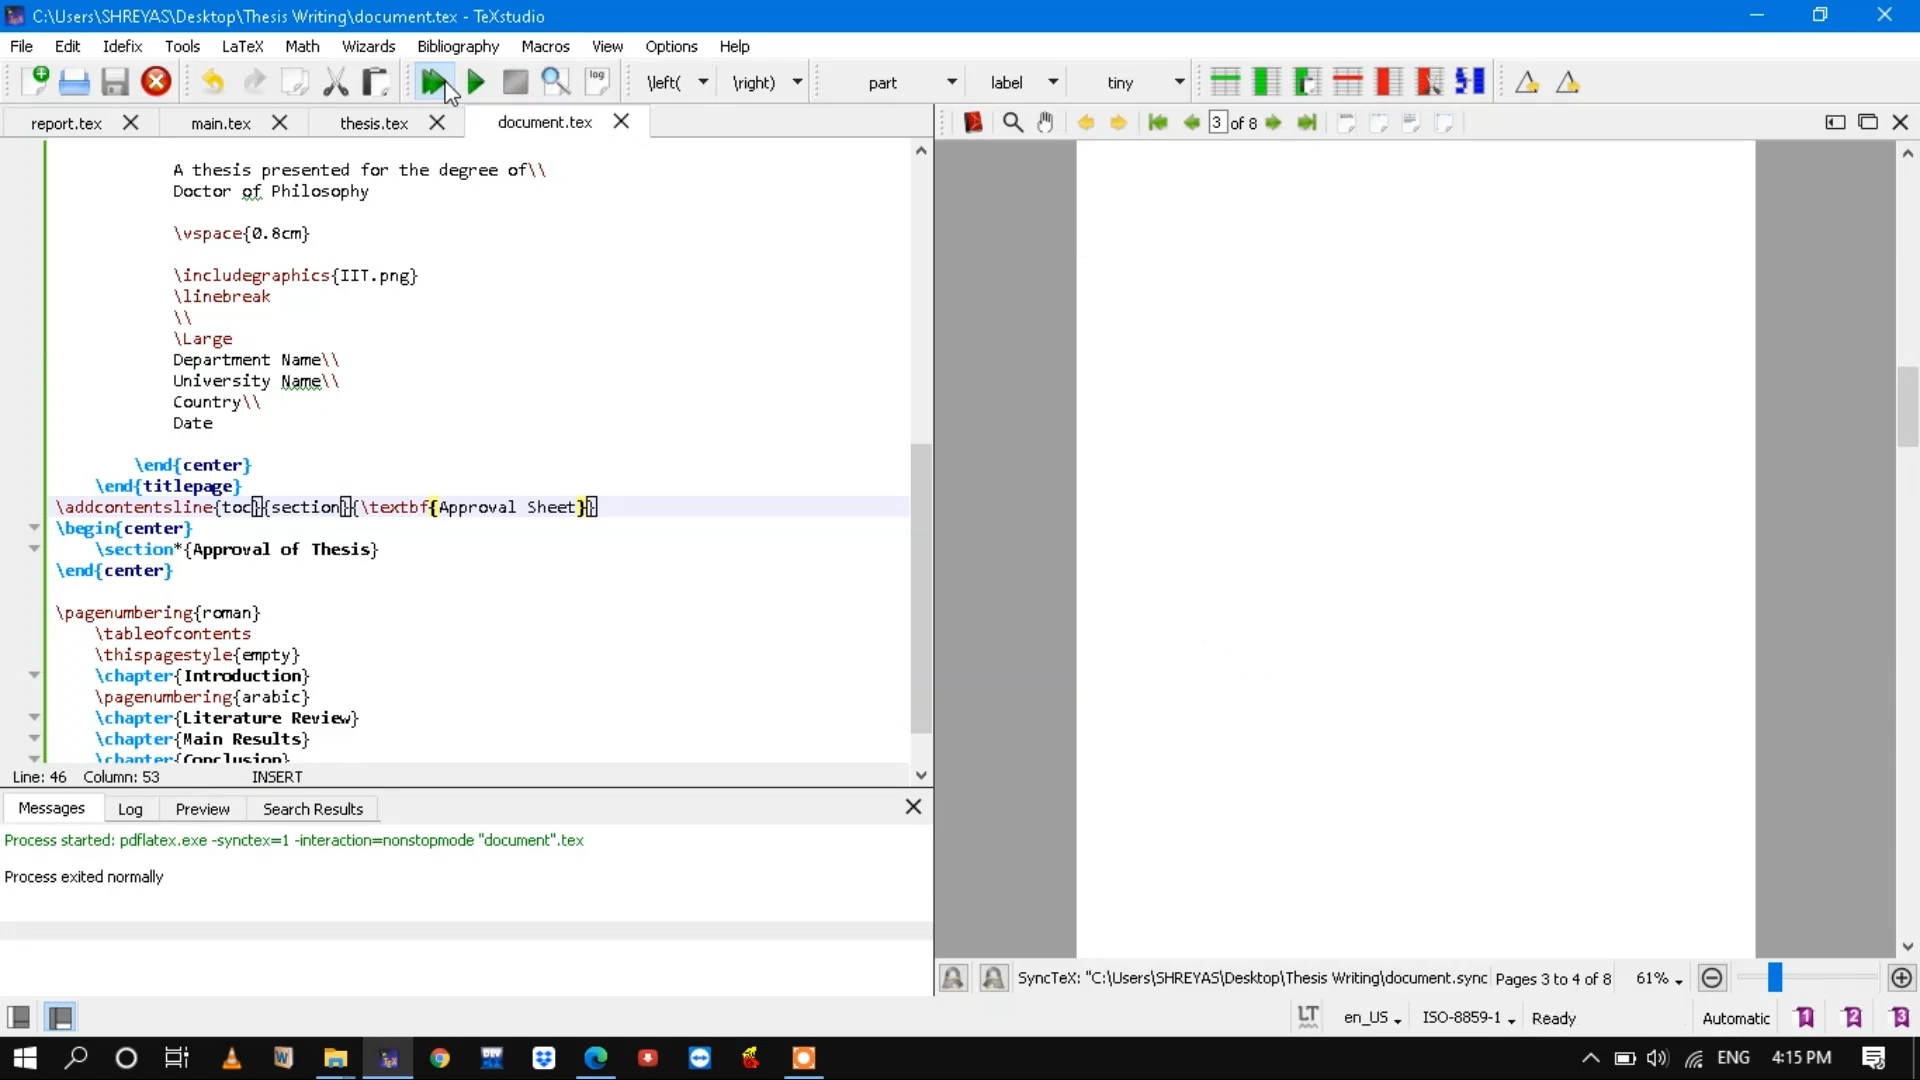 C:\Users\SHREYAS\Desktop\Thesis Writing\document.tex - TeXstudio
File Edit Idefix Tools LaTeX Math Wizards Bibliography Macros View Options Help
log \left( \right) part label tiny
report.tex main.tex thesis.tex document.tex
3 of 8
A thesis presented for the degree of\\
Doctor of Philosophy
\vspace{0.8cm}
\includegraphics{IIT.png}
\linebreak
\\
\Large
Department Name\\
University Name\\
Country\\
Date
\end{center}
\end{titlepage}
\addcontentsline{toc}{section}{\textbf{Approval Sheet}}
\begin{center}
\section*{Approval of Thesis}
\end{center}
\pagenumbering{roman}
\tableofcontents
\thispagestyle{empty}
\chapter{Introduction}
\pagenumbering{arabic}
\chapter{Literature Review}
\chapter{Main Results}
\chapter{Conclusion}
Line: 46 Column: 53 INSERT
Messages Log Preview Search Results
Process started: pdflatex.exe -synctex=1 -interaction=nonstopmode "document".tex
Process exited normally
SyncTeX: "C:\Users\SHREYAS\Desktop\Thesis Writing\document.sync Pages 3 to 4 of 8 61%
LT en_US ISO-8859-1 Ready Automatic 1 2 3
ENG 4:15 PM